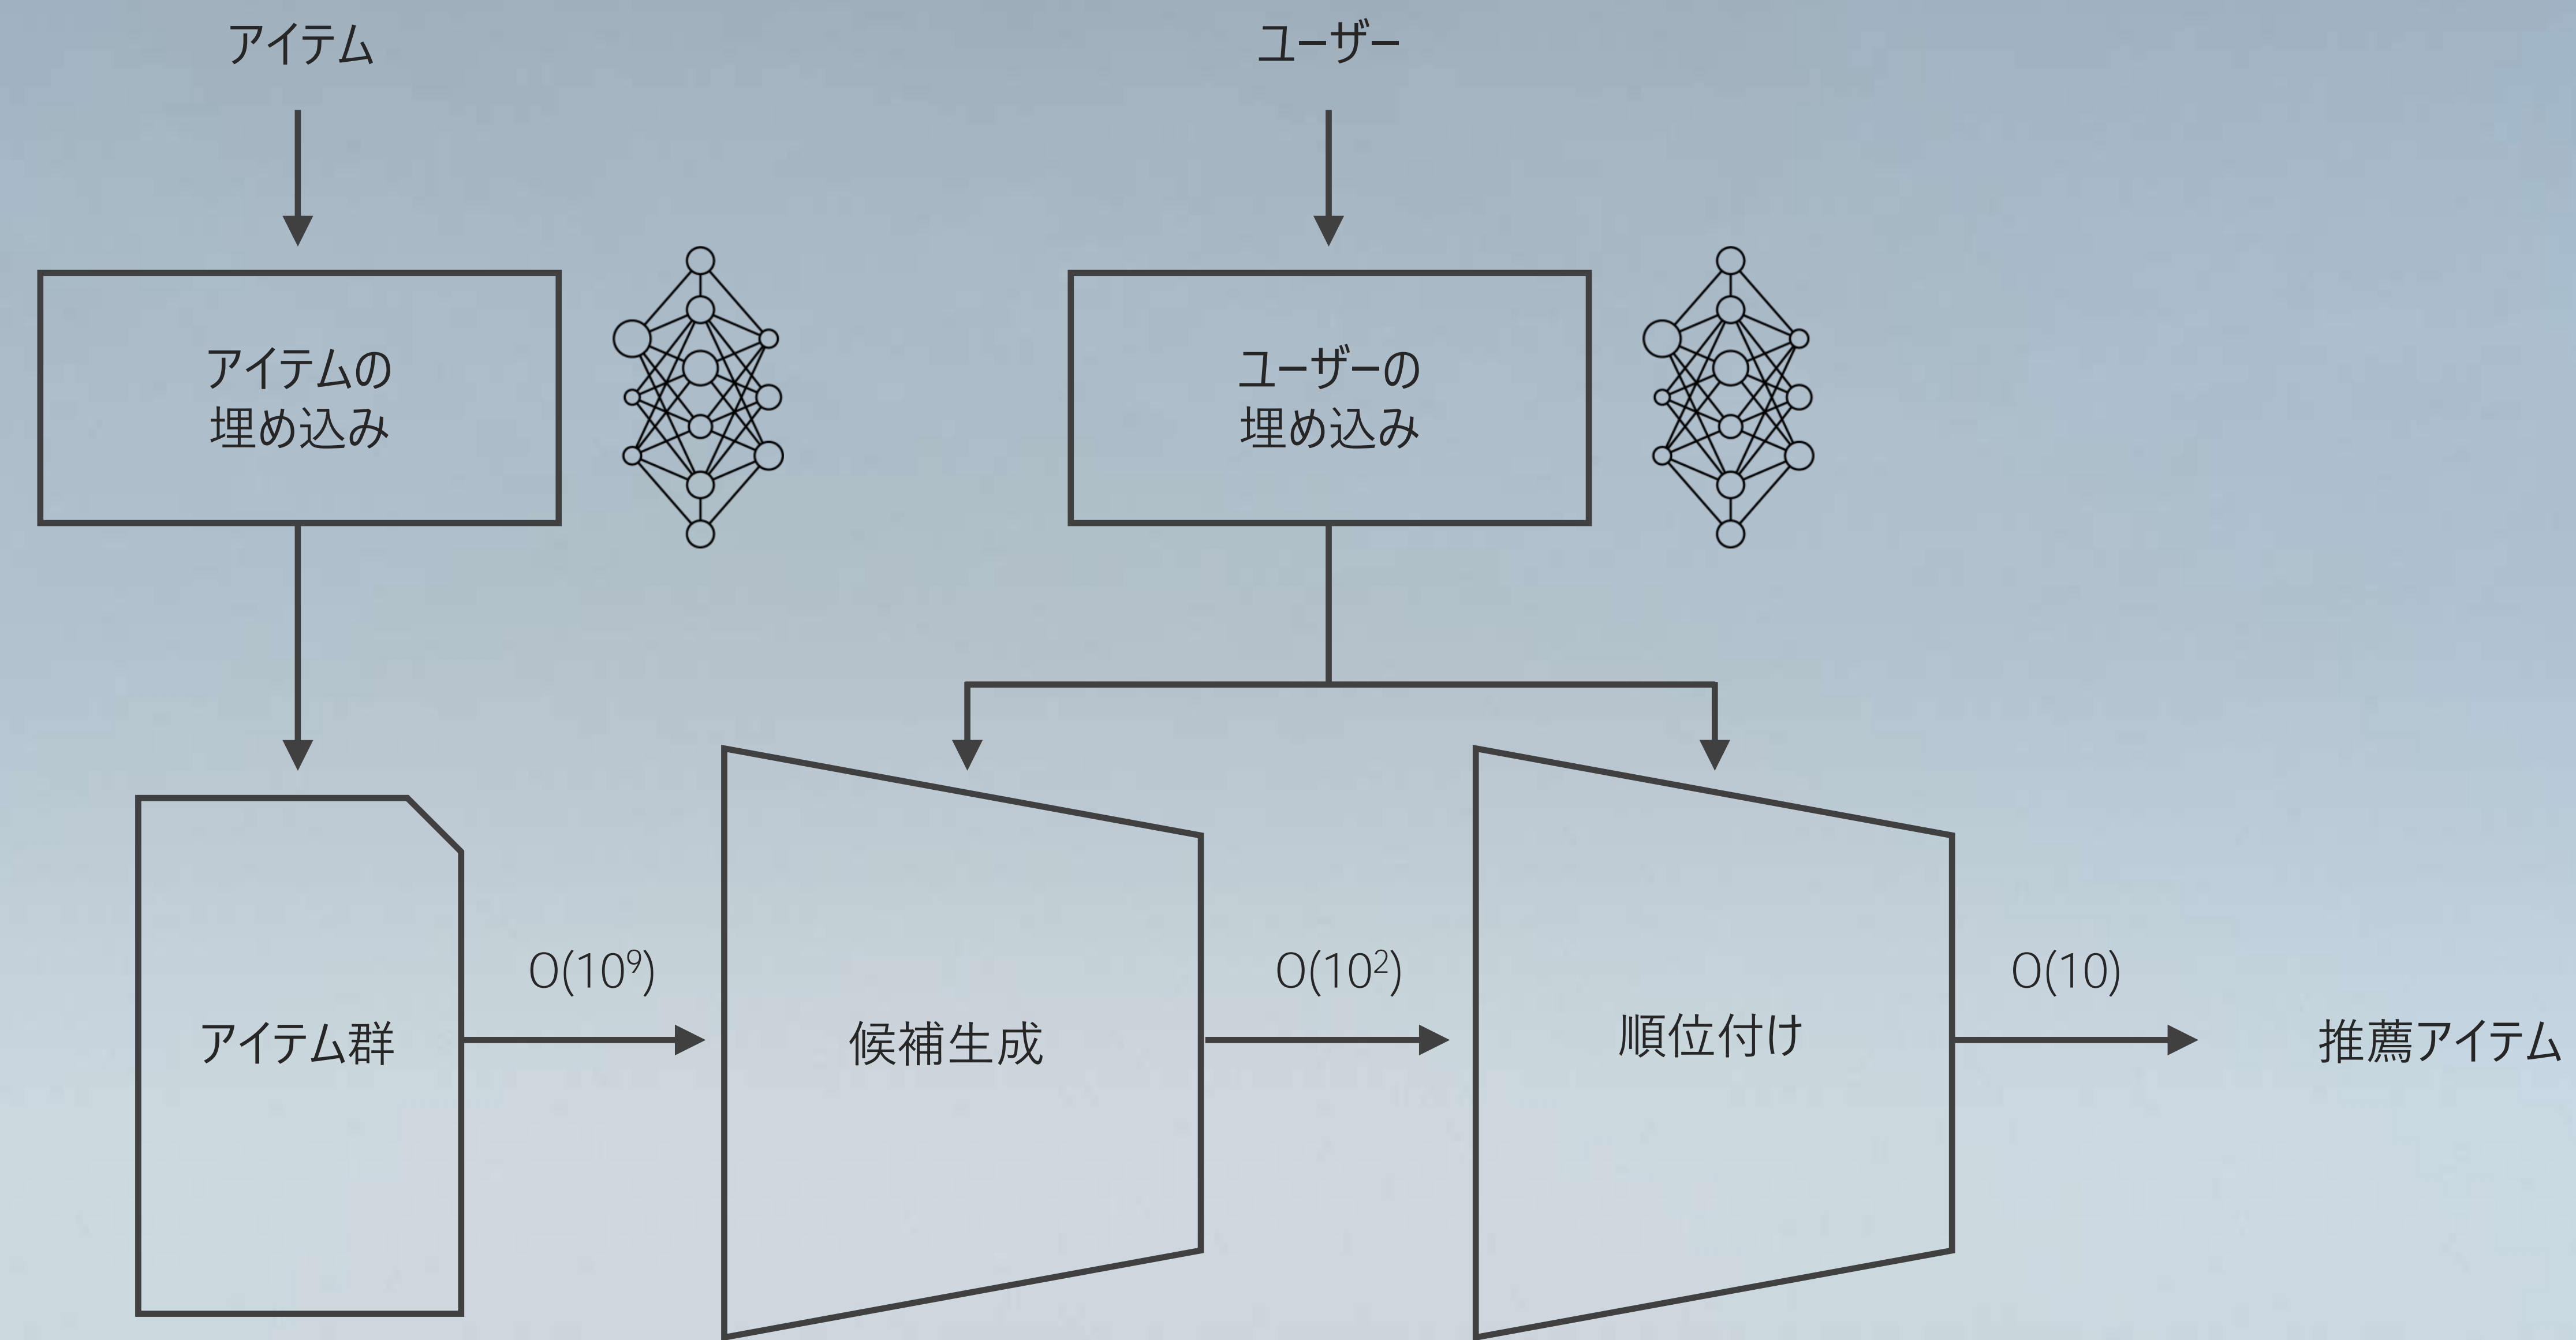 アイテム
ユーザー
アイテムの
埋め込み
ユーザーの
埋め込み
O(10⁹)
O(10²)
O(10)
アイテム群
候補生成
順位付け
推薦アイテム